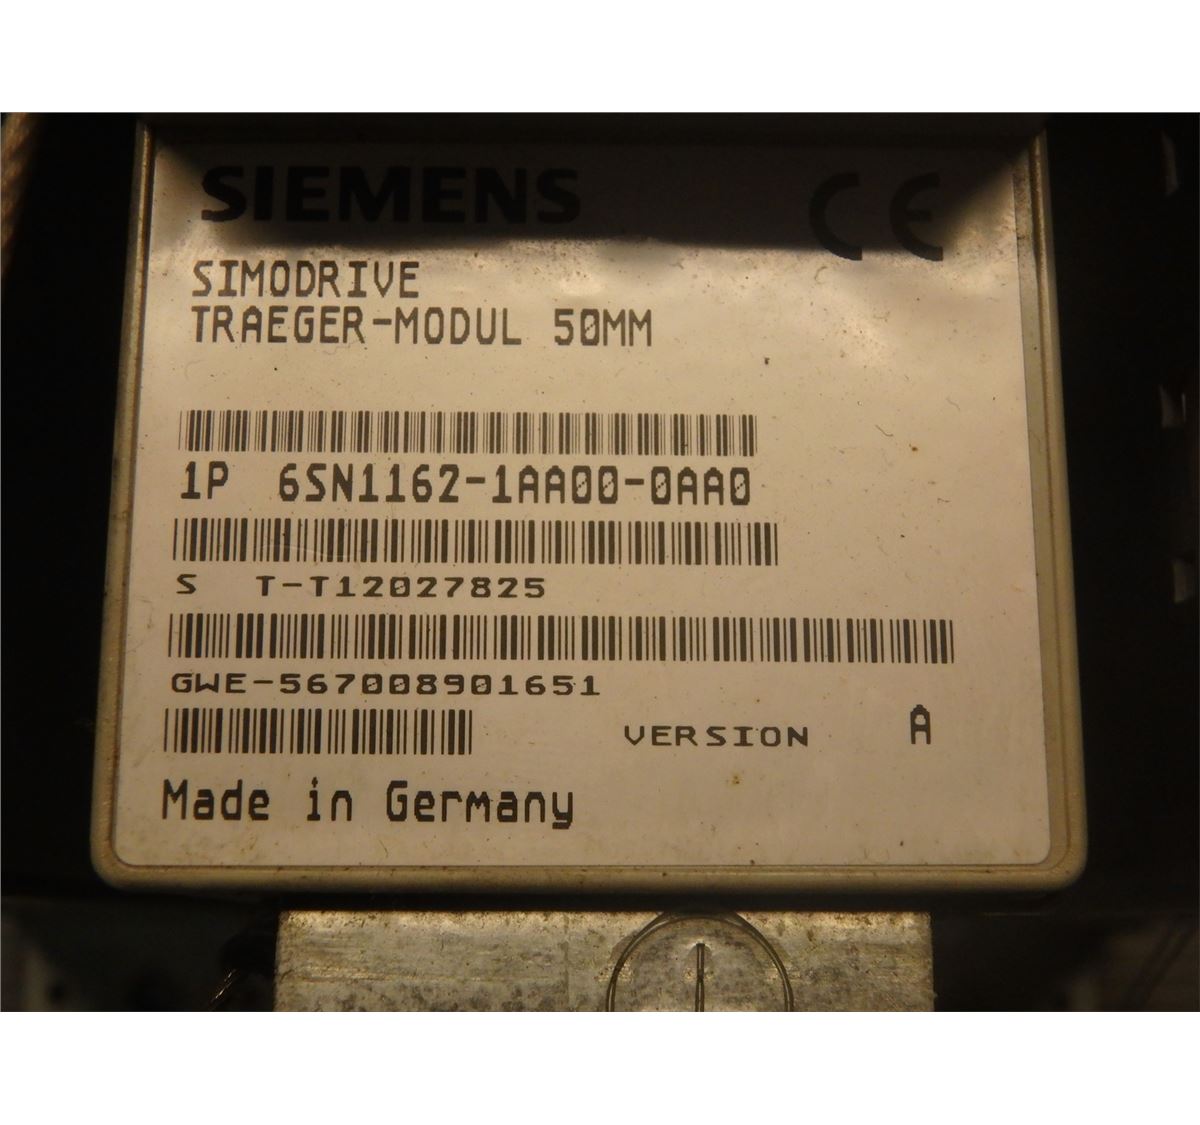 SIEMENS CE
SIMODRIVE
TRAEGER-MODUL 50MM
1P 6SN1162-1AA00-0AA0
S T-T12027825
GWE-567008901651
VERSION A
Made in Germany